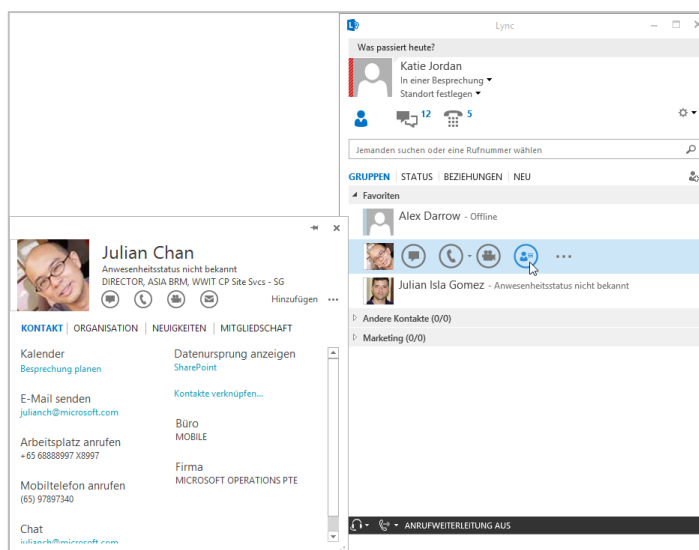 Lync
Was passiert heute?
Katie Jordan
In einer Besprechung
Standort festlegen
12
5
Jemanden suchen oder eine Rufnummer wählen
GRUPPEN STATUS BEZIEHUNGEN NEU
Favoriten
Alex Darrow - Offline
Julian Isla Gomez - Anwesenheitsstatus nicht bekannt
Andere Kontakte (0/0)
Marketing (0/0)
ANRUFWEITERLEITUNG AUS
Julian Chan
Anwesenheitsstatus nicht bekannt
DIRECTOR, ASIA BRM, WWIT CP Site Svcs - SG
Hinzufügen
KONTAKT ORGANISATION NEUIGKEITEN MITGLIEDSCHAFT
Kalender
Besprechung planen
E-Mail senden
julianch@microsoft.com
Arbeitsplatz anrufen
+65 68888997 X8997
Mobiltelefon anrufen
(65) 97897340
Chat
julianch@microsoft.com
Datenursprung anzeigen
SharePoint
Kontakte verknüpfen...
Büro
MOBILE
Firma
MICROSOFT OPERATIONS PTE